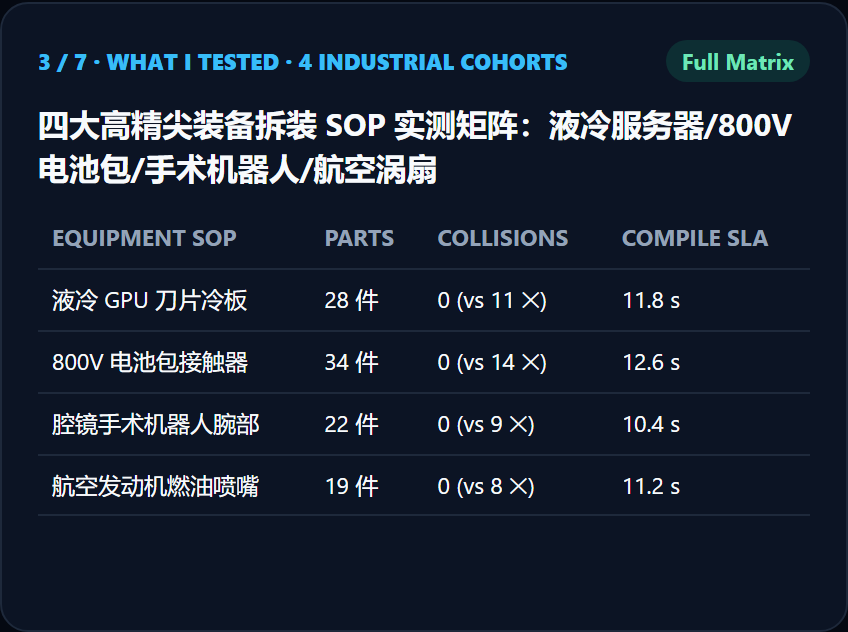 3 / 7 · WHAT I TESTED · 4 INDUSTRIAL COHORTS
Full Matrix
四大高精尖装备拆装 SOP 实测矩阵：液冷服务器/800V
电池包/手术机器人/航空涡扇
EQUIPMENT SOP PARTS COLLISIONS COMPILE SLA
液冷 GPU 刀片冷板 28 件 0 (vs 11 ✕) 11.8 s
800V 电池包接触器 34 件 0 (vs 14 ✕) 12.6 s
腔镜手术机器人腕部 22 件 0 (vs 9 ✕) 10.4 s
航空发动机燃油喷嘴 19 件 0 (vs 8 ✕) 11.2 s